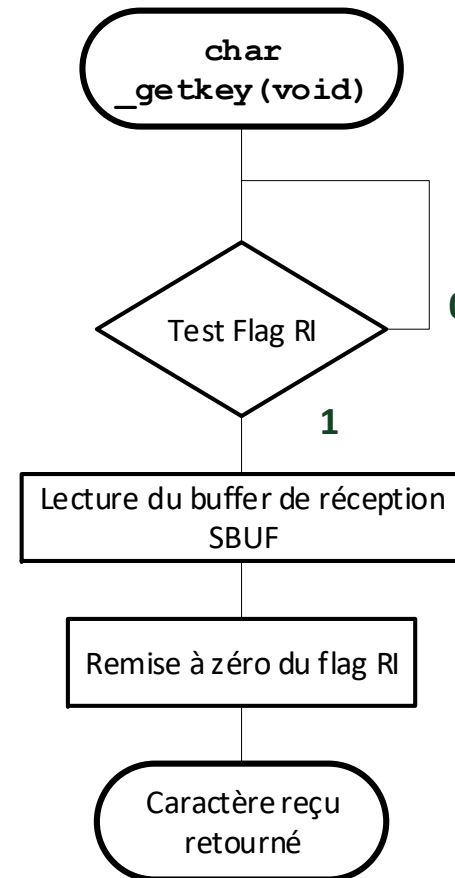 char
_getkey(void)
Test Flag RI
1
Lecture du buffer de réception
SBUF
Remise à zéro du flag RI
Caractère reçu
retourné